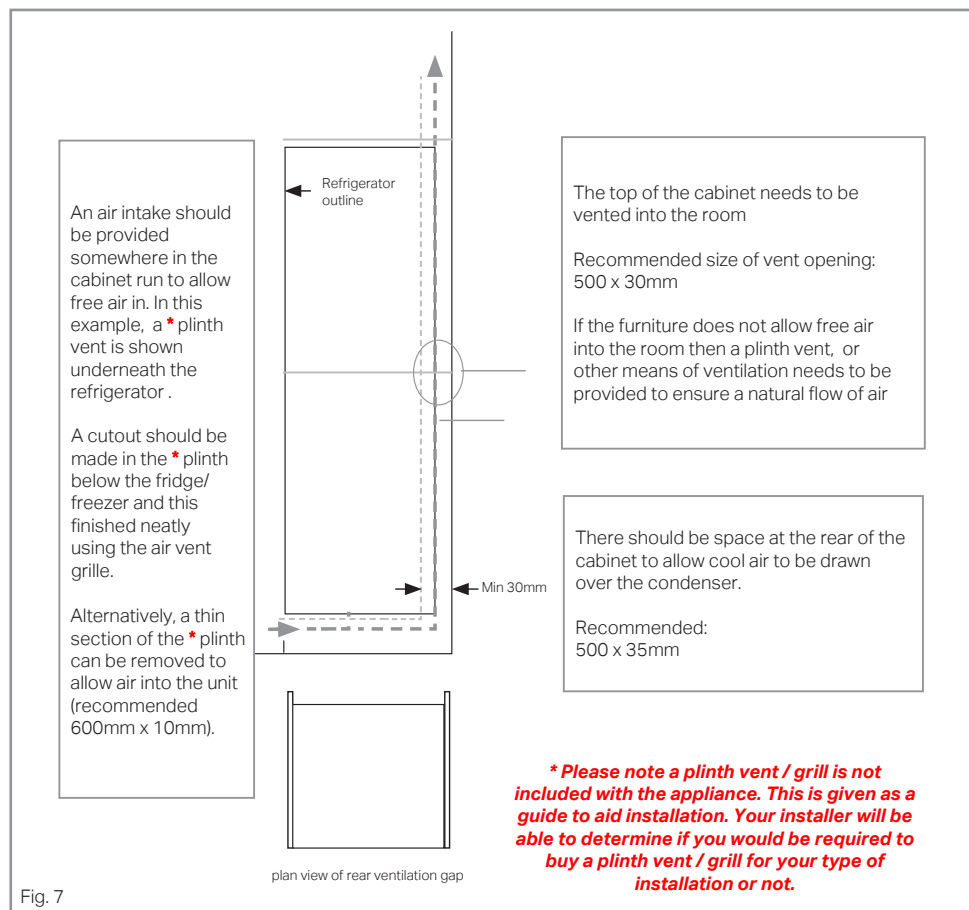 An air intake should
be provided
somewhere in the
cabinet run to allow
free air in. In this
example,  a * plinth
vent is shown
underneath the
refrigerator .
A cutout should be
made in the * plinth
below the fridge/
freezer and this
finished neatly
using the air vent
grille.
Alternatively, a thin
section of the * plinth
can be removed to
allow air into the unit
(recommended
600mm x 10mm).
Refrigerator
outline
Min 30mm
plan view of rear ventilation gap
The top of the cabinet needs to be
vented into the room
Recommended size of vent opening:
500 x 30mm
If the furniture does not allow free air
into the room then a plinth vent,  or
other means of ventilation needs to be
provided to ensure a natural flow of air
There should be space at the rear of the
cabinet to allow cool air to be drawn
over the condenser.
Recommended:
500 x 35mm
* Please note a plinth vent / grill is not
included with the appliance. This is given as a
guide to aid installation. Your installer will be
able to determine if you would be required to
buy a plinth vent / grill for your type of
installation or not.
Fig. 7